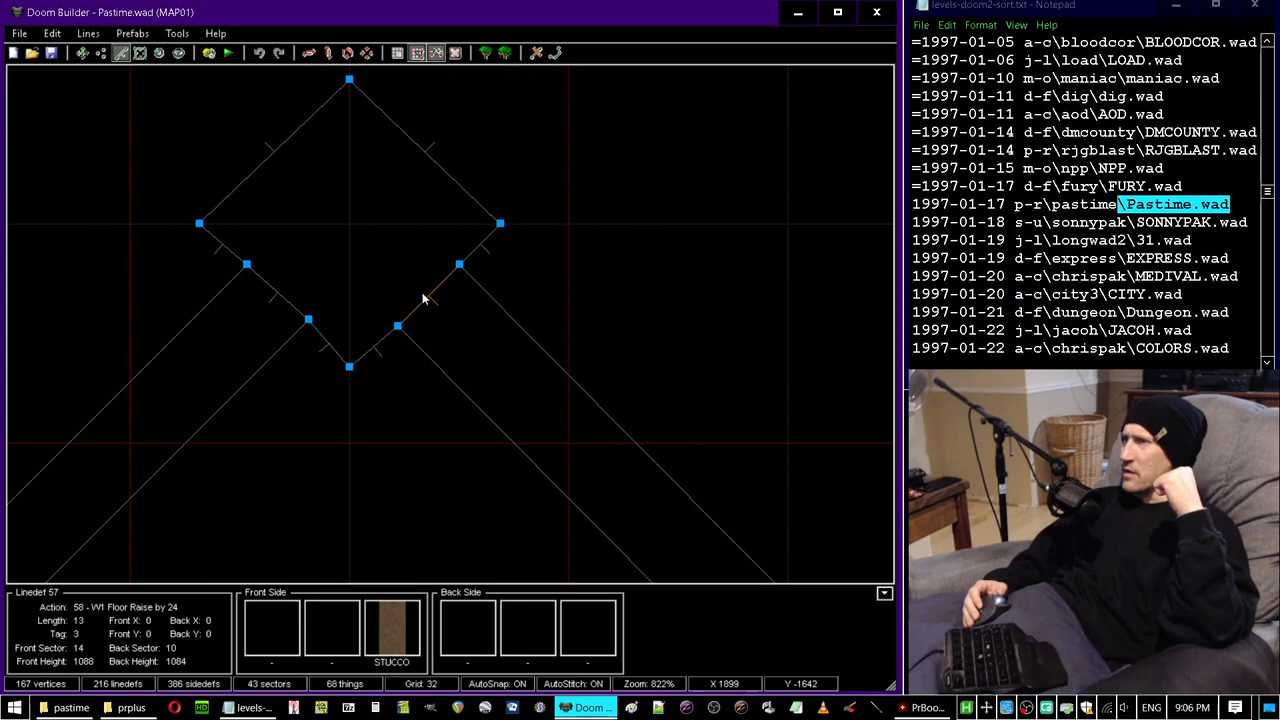 Doom Builder - Pastime.wad (MAP01)
File Edit Lines Prefabs Tools Help
Linedef 57
Action: 58 - W1 Floor Raise by 24
Length: 13 Front X: 0 Back X: 0
Tag: 3 Front Y: 0 Back Y: 0
Front Sector: 14 Back Sector: 10
Front Height: 1088 Back Height: 1084
Front Side
- - STUCCO
Back Side
- - -
167 vertices 216 linedefs 386 sidedefs 43 sectors 68 things Grid: 32 AutoSnap: ON AutoStitch: ON Zoom: 822% X 1899 Y -1642
levels-doom2-sort.txt - Notepad
File Edit Format View Help
=1997-01-05 a-c\bloodcor\BLOODCOR.wad
=1997-01-06 j-l\load\LOAD.wad
=1997-01-10 m-o\maniac\maniac.wad
=1997-01-11 d-f\dig\dig.wad
=1997-01-11 a-c\aod\AOD.wad
=1997-01-14 d-f\dmcounty\DMCOUNTY.wad
=1997-01-14 p-r\rjgblast\RJGBLAST.wad
=1997-01-15 m-o\npp\NPP.wad
=1997-01-17 d-f\fury\FURY.wad
1997-01-17 p-r\pastime\Pastime.wad
1997-01-18 s-u\sonnypak\SONNYPAK.wad
1997-01-19 j-l\longwad2\31.wad
1997-01-19 d-f\express\EXPRESS.wad
1997-01-20 a-c\chrispak\MEDIVAL.wad
1997-01-20 a-c\city3\CITY.wad
1997-01-21 d-f\dungeon\Dungeon.wad
1997-01-22 j-l\jacoh\JACOH.wad
1997-01-22 a-c\chrispak\COLORS.wad
pastime prplus levels-... Doom ... PrBoo... 9:06 PM